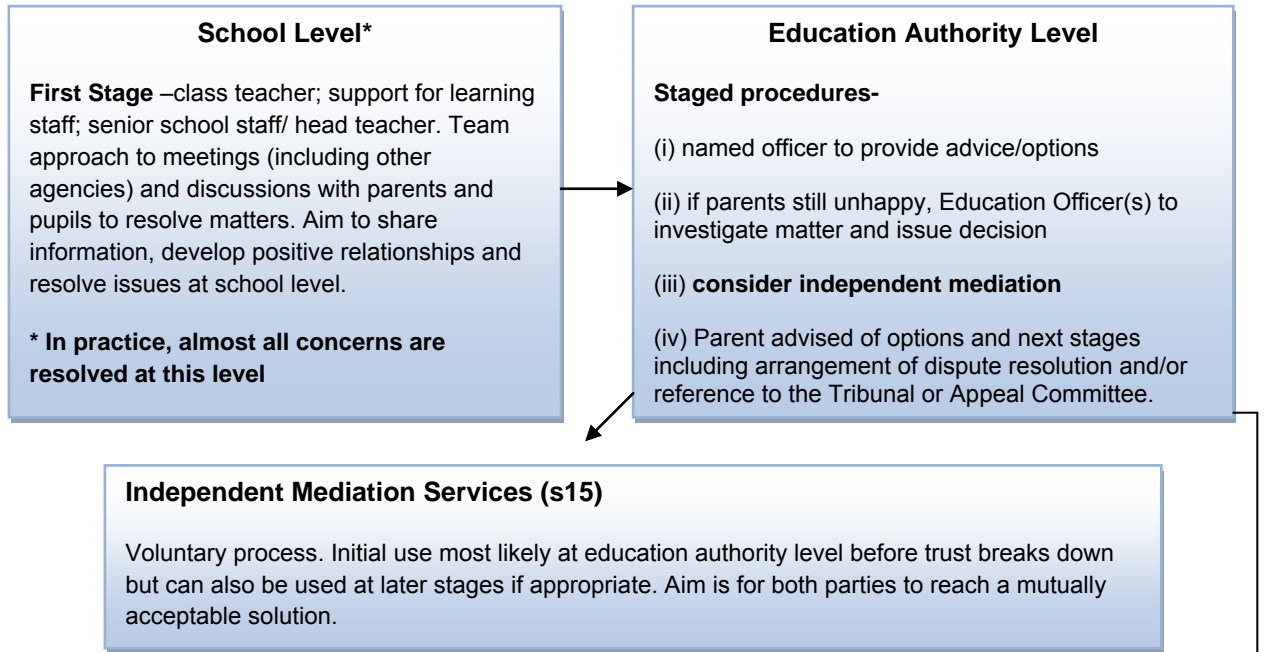 School Level*
First Stage –class teacher; support for learning
staff; senior school staff/ head teacher. Team
approach to meetings (including other
agencies) and discussions with parents and
pupils to resolve matters. Aim to share
information, develop positive relationships and
resolve issues at school level.
* In practice, almost all concerns are
resolved at this level
Education Authority Level
Staged procedures-
(i) named officer to provide advice/options
(ii) if parents still unhappy, Education Officer(s) to
investigate matter and issue decision
(iii) consider independent mediation
(iv) Parent advised of options and next stages
including arrangement of dispute resolution and/or
reference to the Tribunal or Appeal Committee.
Independent Mediation Services (s15)
Voluntary process. Initial use most likely at education authority level before trust breaks down
but can also be used at later stages if appropriate. Aim is for both parties to reach a mutually
acceptable solution.